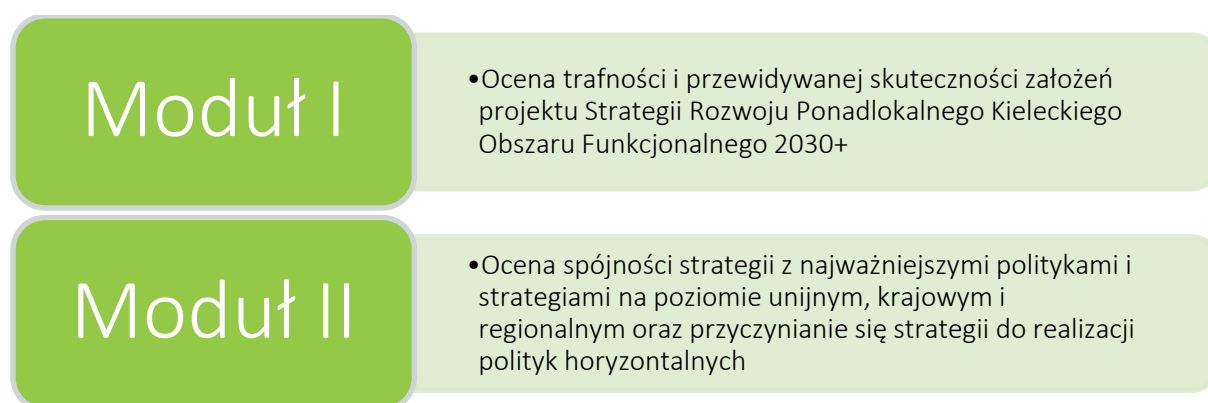 Moduł I
•Ocena trafności i przewidywanej skuteczności założeń
projektu Strategii Rozwoju Ponadlokalnego Kieleckiego
Obszaru Funkcjonalnego 2030+
Moduł II
•Ocena spójności strategii z najważniejszymi politykami i
strategiami na poziomie unijnym, krajowym i
regionalnym oraz przyczynianie się strategii do realizacji
polityk horyzontalnych